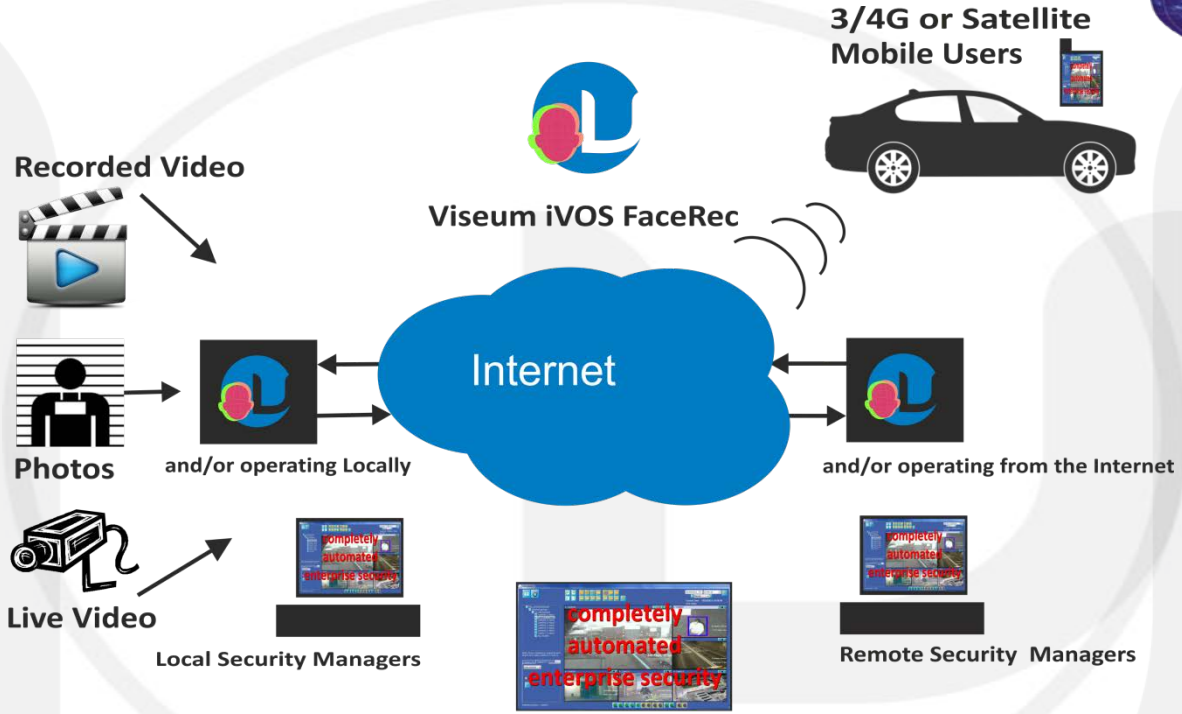 3/4G or Satellite
Mobile Users
Recorded Video
Viseum iVOS FaceRec
Internet
Photos
and/or operating Locally
and/or operating from the Internet
Live Video
completely
automated
enterprise security
Local Security Managers
completely
automated
enterprise security
completely
automated
enterprise security
Remote Security Managers